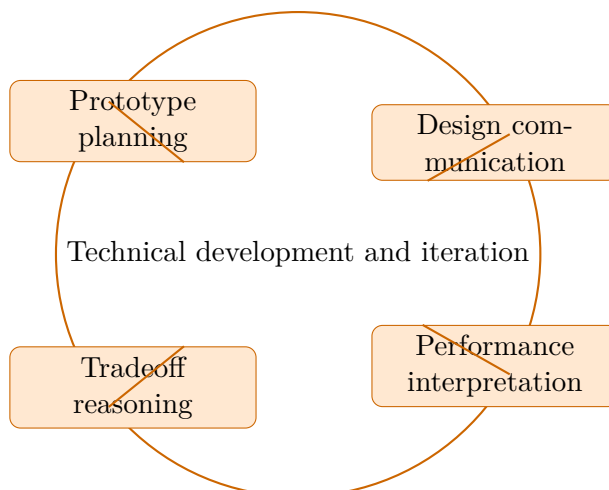 Prototype
planning
Design com-
munication
Technical development and iteration
Tradeoff
reasoning
Performance
interpretation